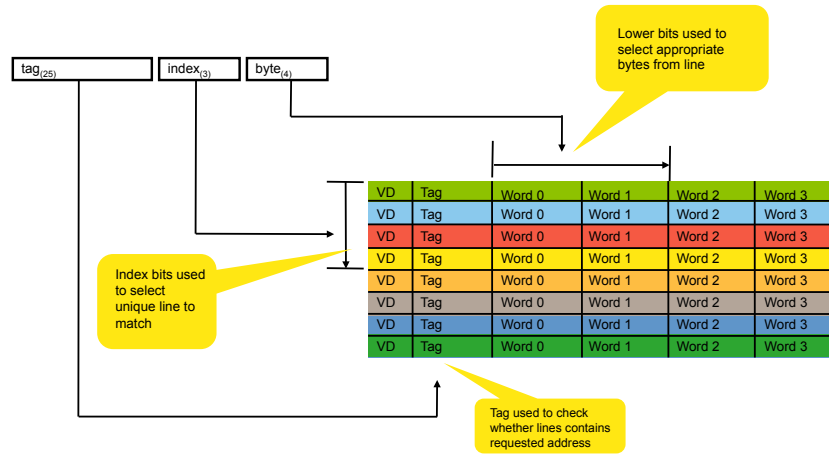 Lower bits used to
select appropriate
bytes from line
tag(25) index(3) byte(4)
VD Tag Word 0 Word 1 Word 2 Word 3
VD Tag Word 0 Word 1 Word 2 Word 3
VD Tag Word 0 Word 1 Word 2 Word 3
VD Tag Word 0 Word 1 Word 2 Word 3
VD Tag Word 0 Word 1 Word 2 Word 3
VD Tag Word 0 Word 1 Word 2 Word 3
VD Tag Word 0 Word 1 Word 2 Word 3
VD Tag Word 0 Word 1 Word 2 Word 3
Index bits used
to select
unique line to
match
Tag used to check
whether lines contains
requested address